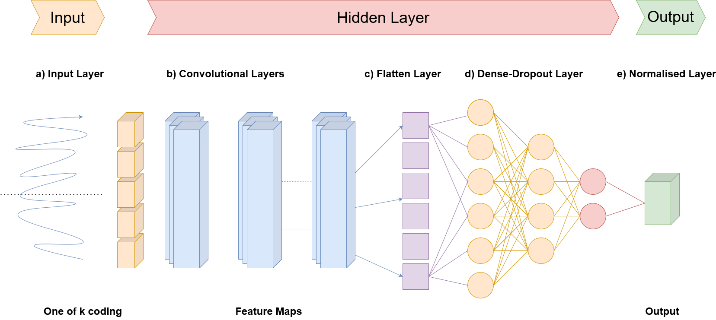 Input
Hidden Layer
Output
a) Input Layer
b) Convolutional Layers
c) Flatten Layer
d) Dense-Dropout Layer
e) Normalised Layer
One of k coding
Feature Maps
Output